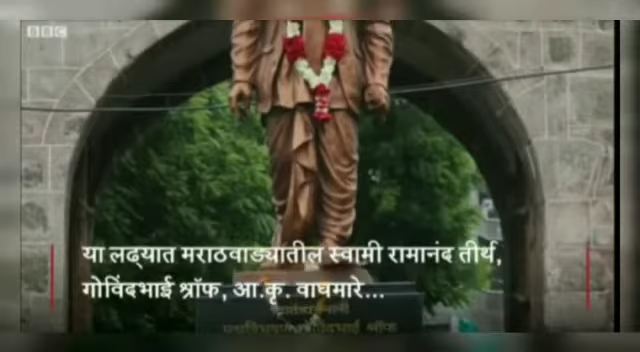 BBC
या लढ्यात मराठवाड्यातील स्वामी रामानंद तीर्थ,
गोविंदभाई श्रॉफ, आ.कृ. वाघमारे...